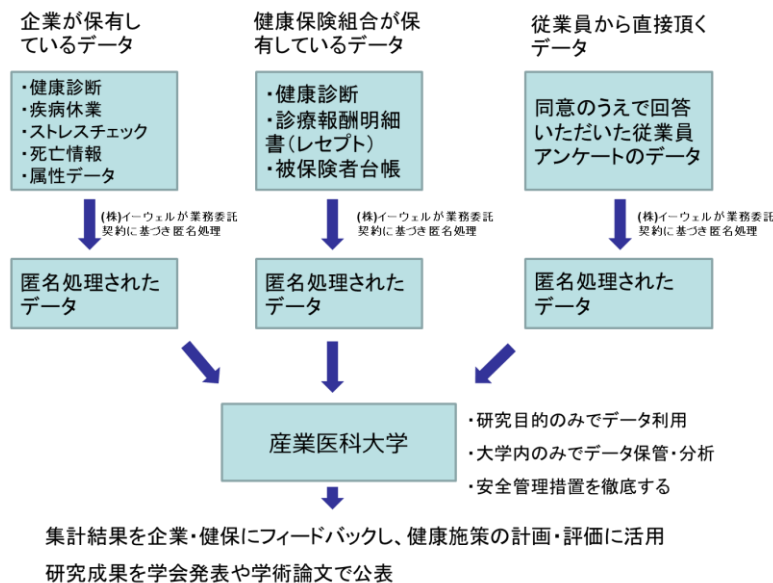 企業が保有し
ているデータ
健康保険組合が保
有しているデータ
従業員から直接頂く
データ
・健康診断
・疾病休業
・ストレスチェック
・死亡情報
・属性データ
・健康診断
・診療報酬明細
書(レセプト)
・被保険者台帳
同意のうえで回答
いただいた従業員
アンケートのデータ
(株)イーウェルが業務委託
契約に基づき匿名処理
(株)イーウェルが業務委託
契約に基づき匿名処理
(株)イーウェルが業務委託
契約に基づき匿名処理
匿名処理された
データ
匿名処理された
データ
匿名処理された
データ
産業医科大学
・研究目的のみでデータ利用
・大学内のみでデータ保管・分析
・安全管理措置を徹底する
集計結果を企業・健保にフィードバックし、健康施策の計画・評価に活用
研究成果を学会発表や学術論文で公表